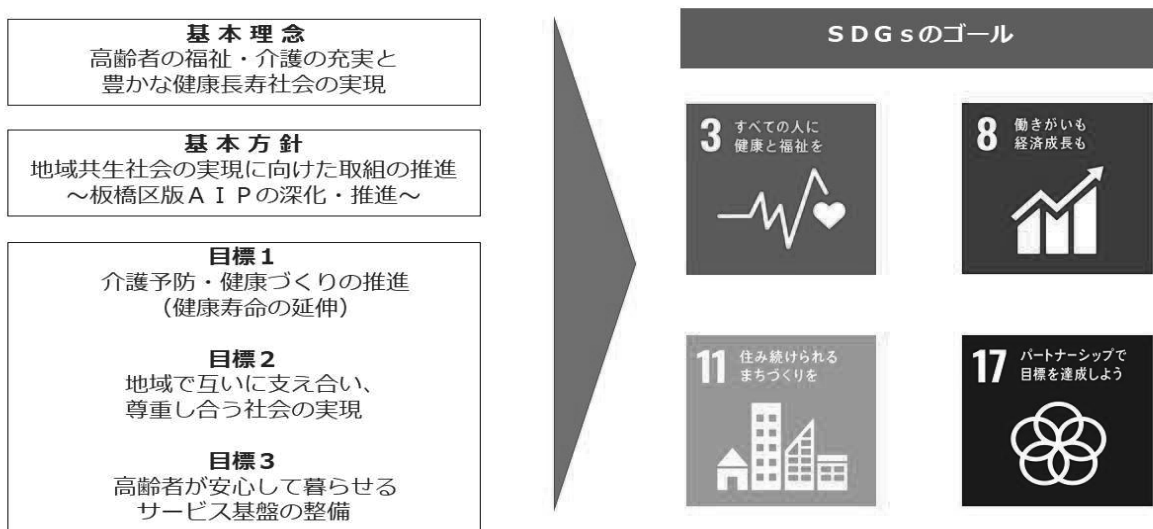 基本理念
高齢者の福祉・介護の充実と
豊かな健康長寿社会の実現
基本方針
地域共生社会の実現に向けた取組の推進
～板橋区版ＡＩＰの深化・推進～
目標１
介護予防・健康づくりの推進
（健康寿命の延伸）
目標２
地域で互いに支え合い、
尊重し合う社会の実現
目標３
高齢者が安心して暮らせる
サービス基盤の整備
ＳＤＧｓのゴール
3 すべての人に
健康と福祉を
8 働きがいも
経済成長も
11 住み続けられる
まちづくりを
17 パートナーシップで
目標を達成しよう